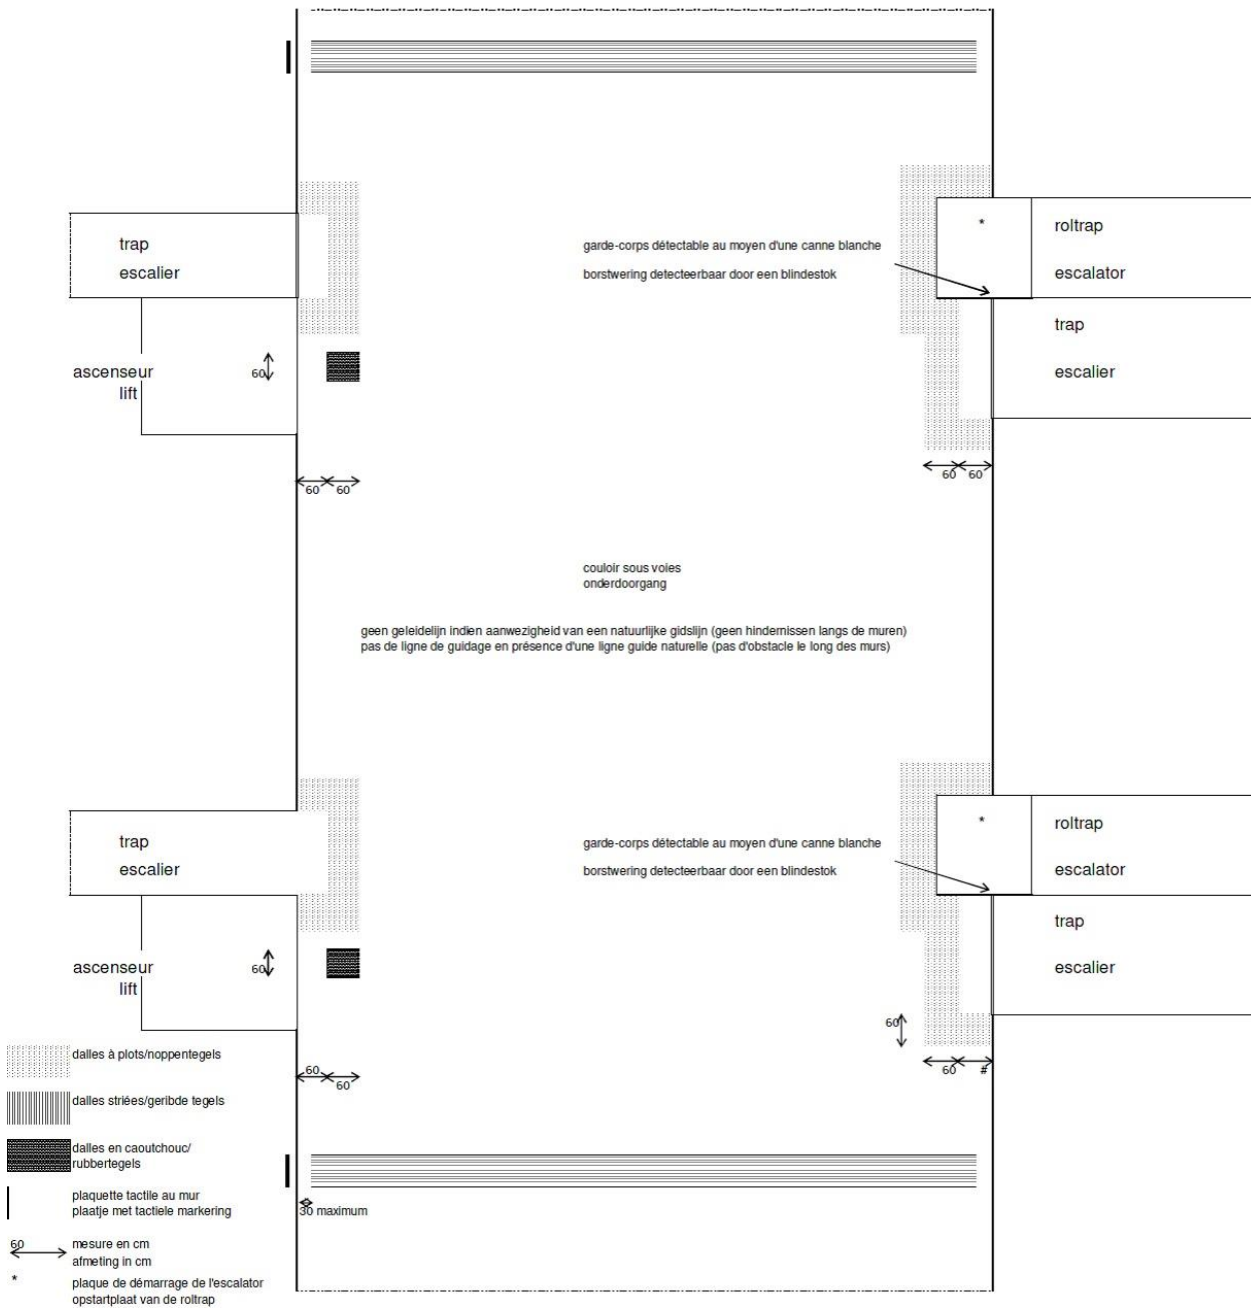 trap
escalier
garde-corps détectable au moyen d'une canne blanche
borstwering detecteerbaar door een blindestok
*
roltrap
escalator
trap
escalier
ascenseur
lift
60
60
60
60
60
couloir sous voies
onderdoorgang
geen geleidelijn indien aanwezigheid van een natuurlijke gidslijn (geen hindernissen langs de muren)
pas de ligne de guidage en présence d'une ligne guide naturelle (pas d'obstacle le long des murs)
trap
escalier
garde-corps détectable au moyen d'une canne blanche
borstwering detecteerbaar door een blindestok
*
roltrap
escalator
trap
escalier
ascenseur
lift
60
60
60
60
60
#
30 maximum
dalles à plots/noppentegels
dalles striées/geribde tegels
dalles en caoutchouc/
rubbertegels
plaquette tactile au mur
plaatje met tactiele markering
60
mesure en cm
afmeting in cm
*
plaque de démarrage de l'escalator
opstartplaat van de roltrap